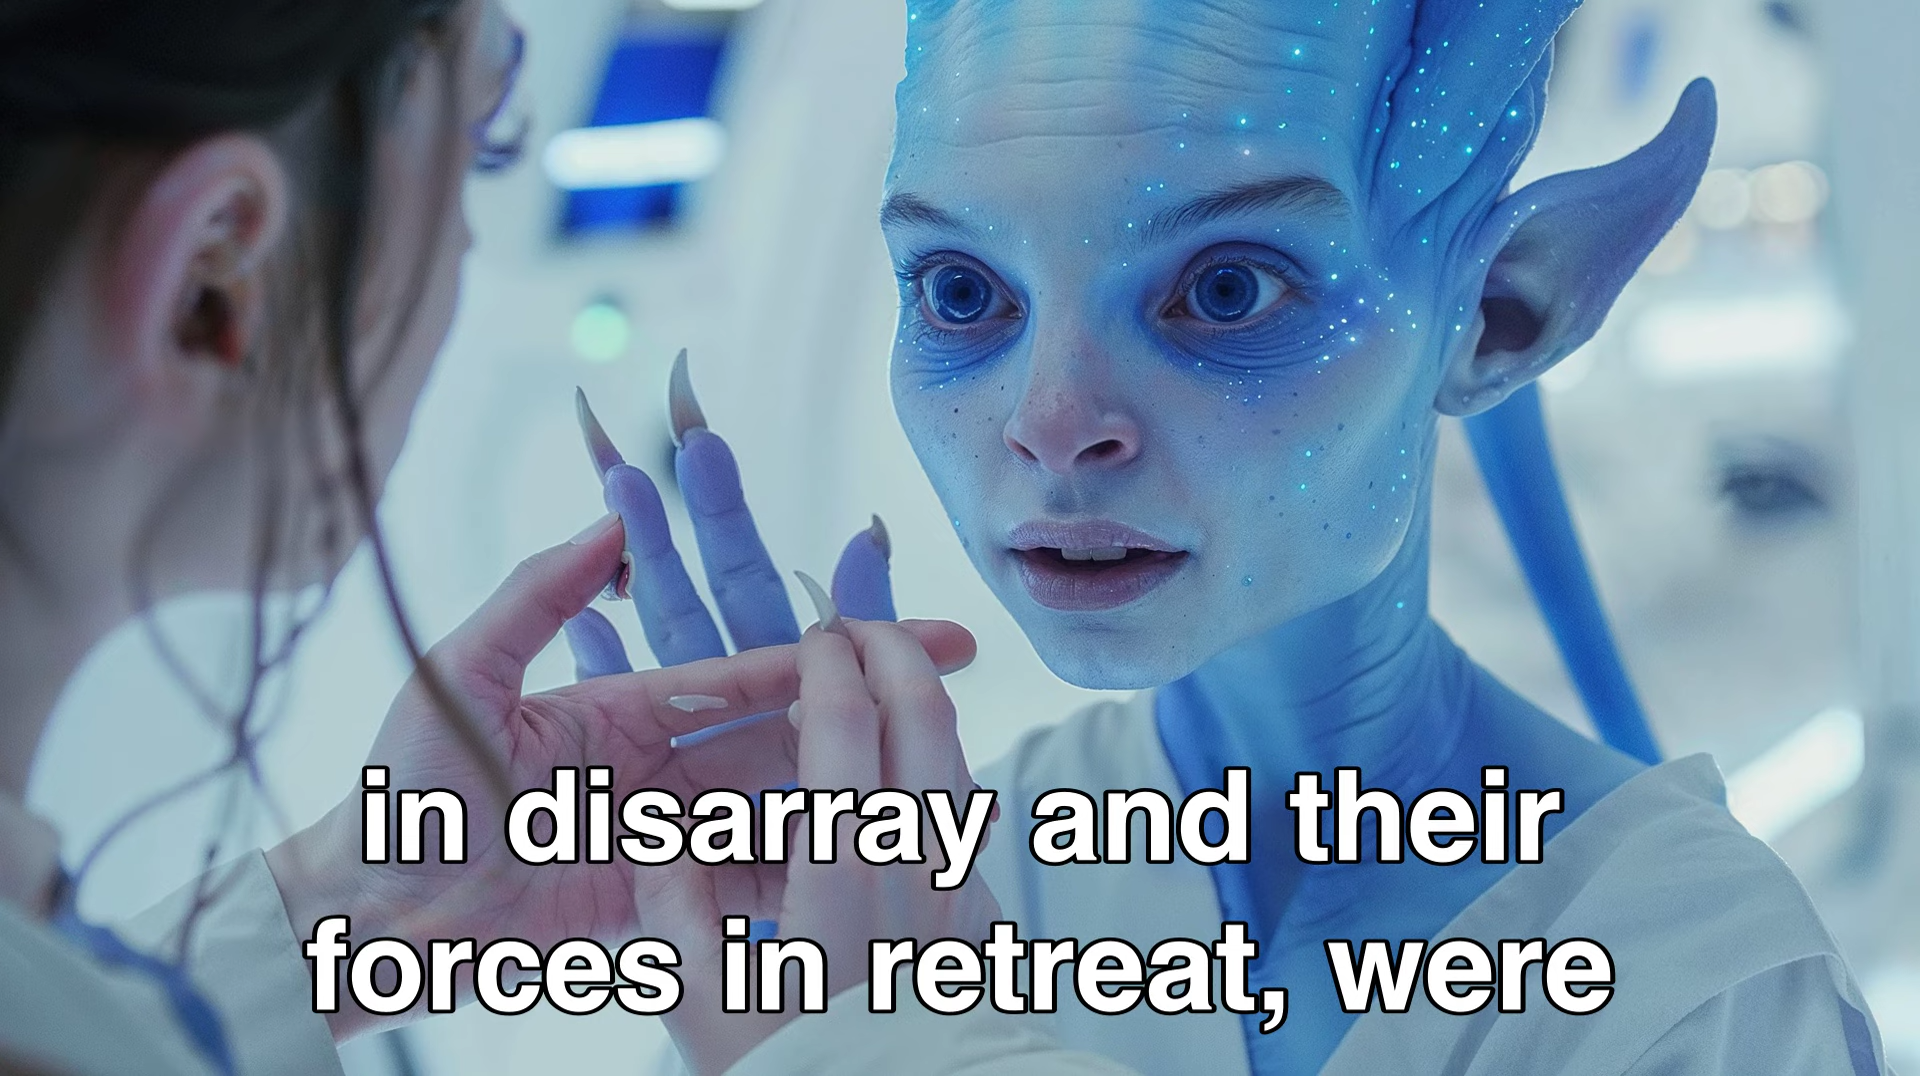 in disarray and their
forces in retreat, were